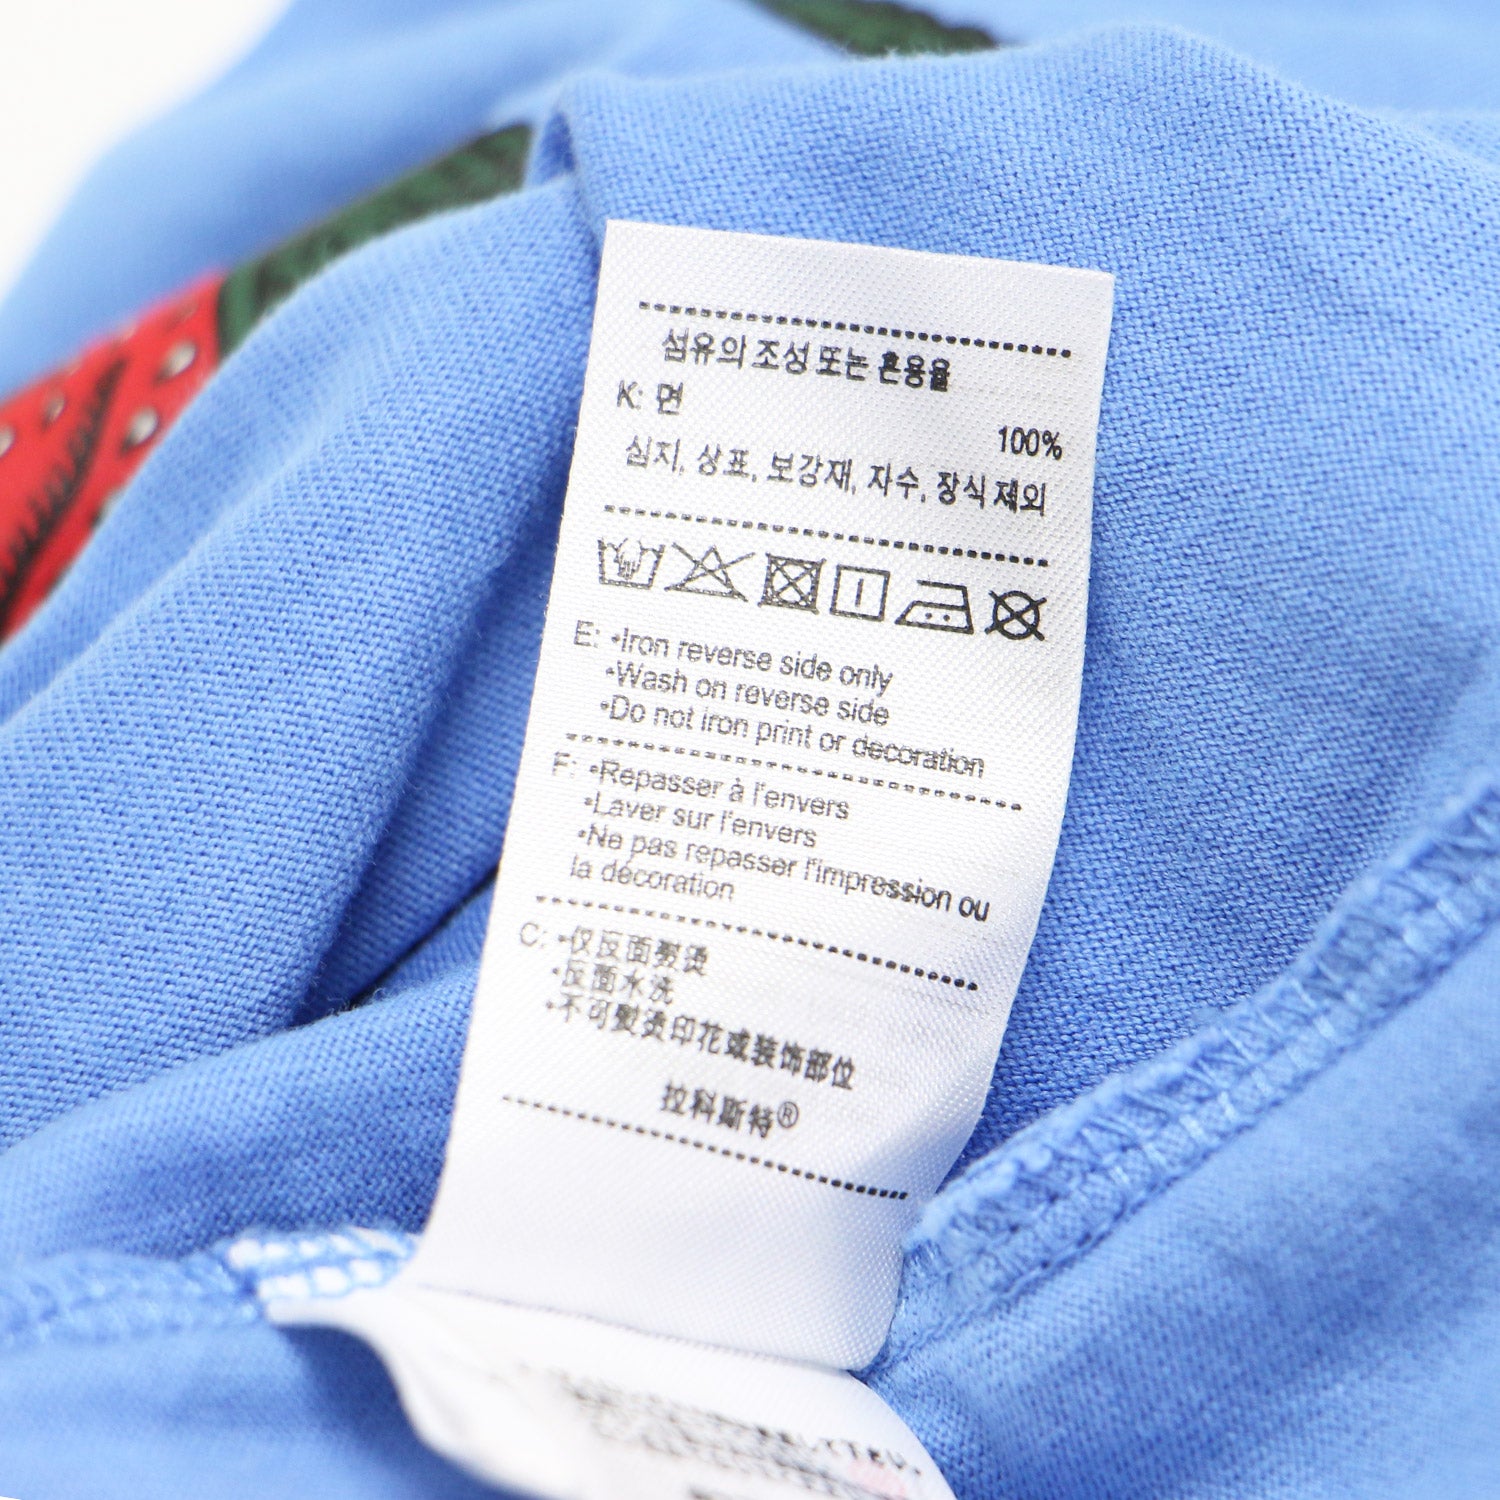 섬유의 조성 또는 혼용율
K: 면
100%
심지, 상표, 보강재, 자수, 장식 제외
E: •Iron reverse side only
•Wash on reverse side
•Do not iron print or decoration
F: •Repasser à l'envers
•Laver sur l'envers
•Ne pas repasser l'impression ou
la décoration
C: •仅反面熨烫
•反面水洗
•不可熨烫印花或装饰部位
拉科斯特®